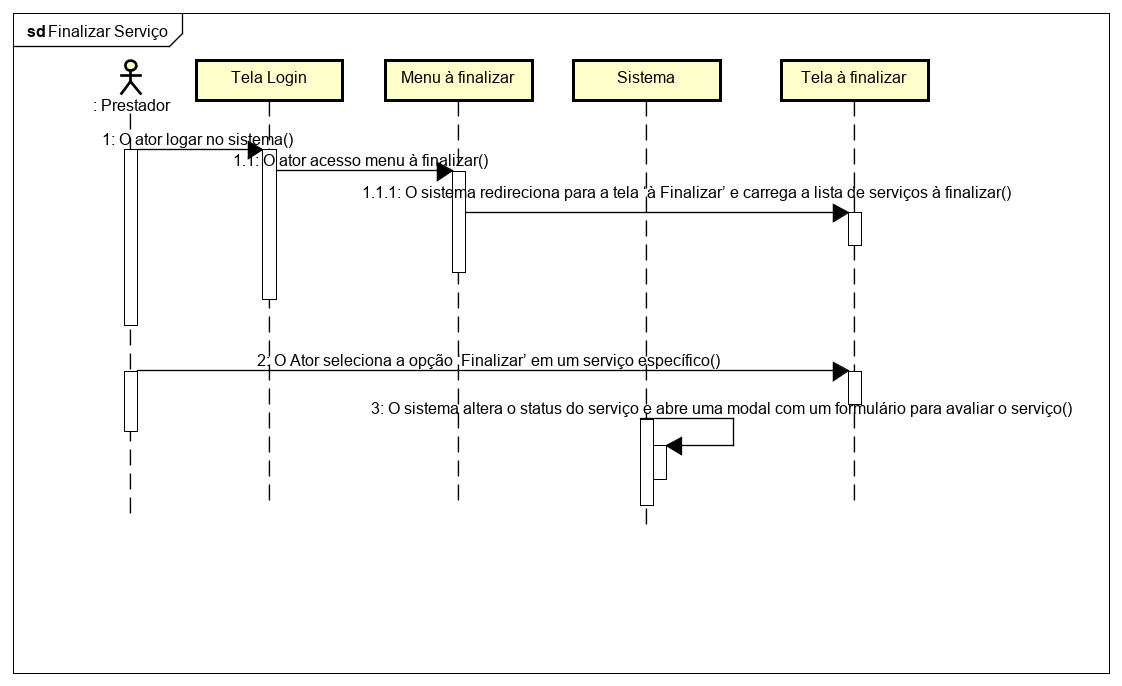 sd Finalizar Serviço
: Prestador
Tela Login
Menu à finalizar
Sistema
Tela à finalizar
1: O ator logar no sistema()
1.1: O ator acesso menu à finalizar()
1.1.1: O sistema redireciona para a tela ‘à Finalizar’ e carrega a lista de serviços à finalizar()
2: O Ator seleciona a opção ‘Finalizar’ em um serviço específico()
3: O sistema altera o status do serviço e abre uma modal com um formulário para avaliar o serviço()